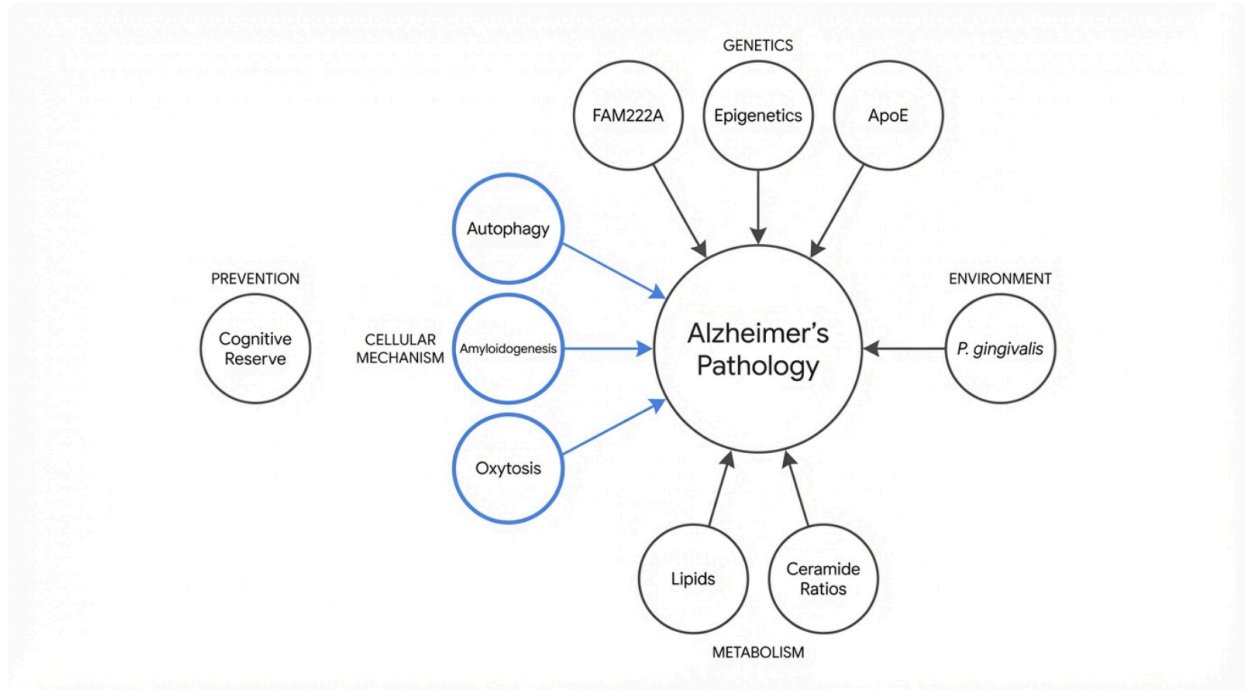 GENETICS
FAM222A
Epigenetics
ApoE
Autophagy
PREVENTION
Cognitive
Reserve
CELLULAR
MECHANISM
Amyloidogenesis
Oxytosis
Alzheimer’s
Pathology
ENVIRONMENT
P. gingivalis
Lipids
Ceramide
Ratios
METABOLISM